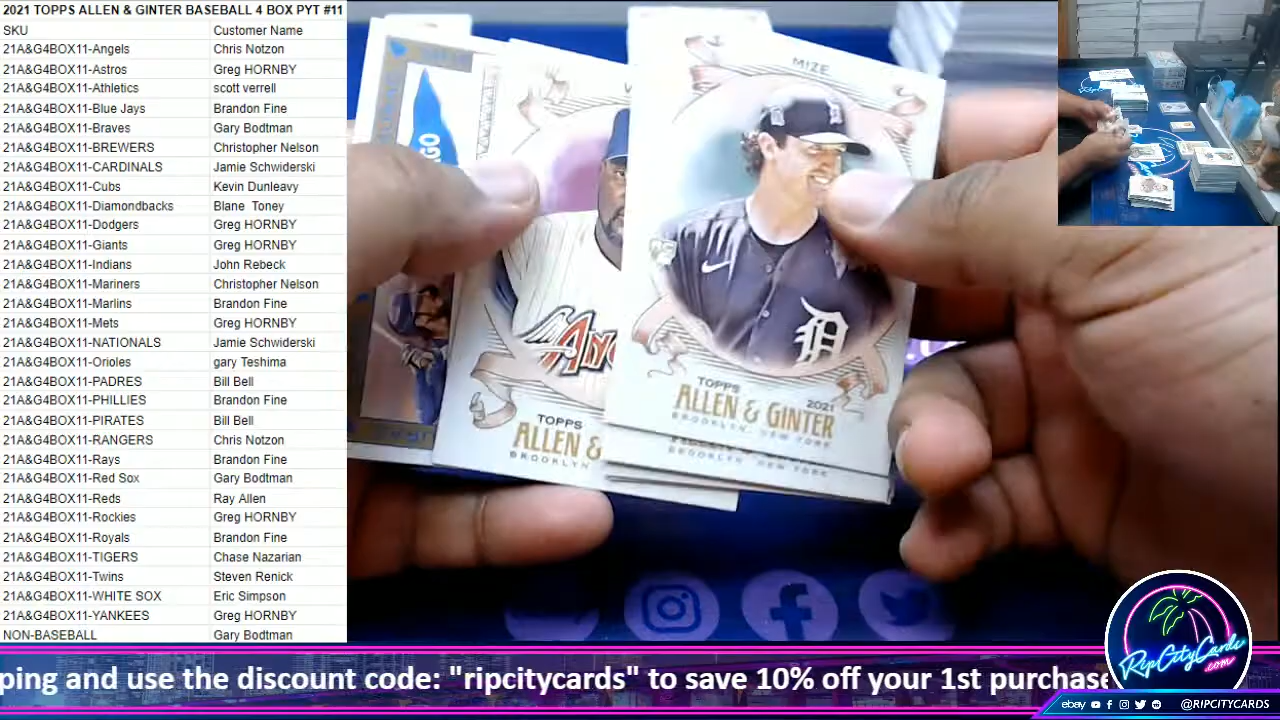 2021 TOPPS ALLEN & GINTER BASEBALL 4 BOX PYT #11
SKU Customer Name
21A&G4BOX11-Angels Chris Notzon
21A&G4BOX11-Astros Greg HORNBY
21A&G4BOX11-Athletics scott verrell
21A&G4BOX11-Blue Jays Brandon Fine
21A&G4BOX11-Braves Gary Bodtman
21A&G4BOX11-BREWERS Christopher Nelson
21A&G4BOX11-CARDINALS Jamie Schwiderski
21A&G4BOX11-Cubs Kevin Dunleavy
21A&G4BOX11-Diamondbacks Blane Toney
21A&G4BOX11-Dodgers Greg HORNBY
21A&G4BOX11-Giants Greg HORNBY
21A&G4BOX11-Indians John Rebeck
21A&G4BOX11-Mariners Christopher Nelson
21A&G4BOX11-Marlins Brandon Fine
21A&G4BOX11-Mets Greg HORNBY
21A&G4BOX11-NATIONALS Jamie Schwiderski
21A&G4BOX11-Orioles gary Teshima
21A&G4BOX11-PADRES Bill Bell
21A&G4BOX11-PHILLIES Brandon Fine
21A&G4BOX11-PIRATES Bill Bell
21A&G4BOX11-RANGERS Chris Notzon
21A&G4BOX11-Rays Brandon Fine
21A&G4BOX11-Red Sox Gary Bodtman
21A&G4BOX11-Reds Ray Allen
21A&G4BOX11-Rockies Greg HORNBY
21A&G4BOX11-Royals Brandon Fine
21A&G4BOX11-TIGERS Chase Nazarian
21A&G4BOX11-Twins Steven Renick
21A&G4BOX11-WHITE SOX Eric Simpson
21A&G4BOX11-YANKEES Greg HORNBY
NON-BASEBALL Gary Bodtman
MIZE
D
TOPPS 2021
ALLEN & GINTER
BROOKLYN NEW YORK
NEW YORK
GO
An
TOPPS
ALLEN &
BROOKLYN
ping and use the discount code: "ripcitycards" to save 10% off your 1st purchase
RipCityCards
.com
ebay @RIPCITYCARDS